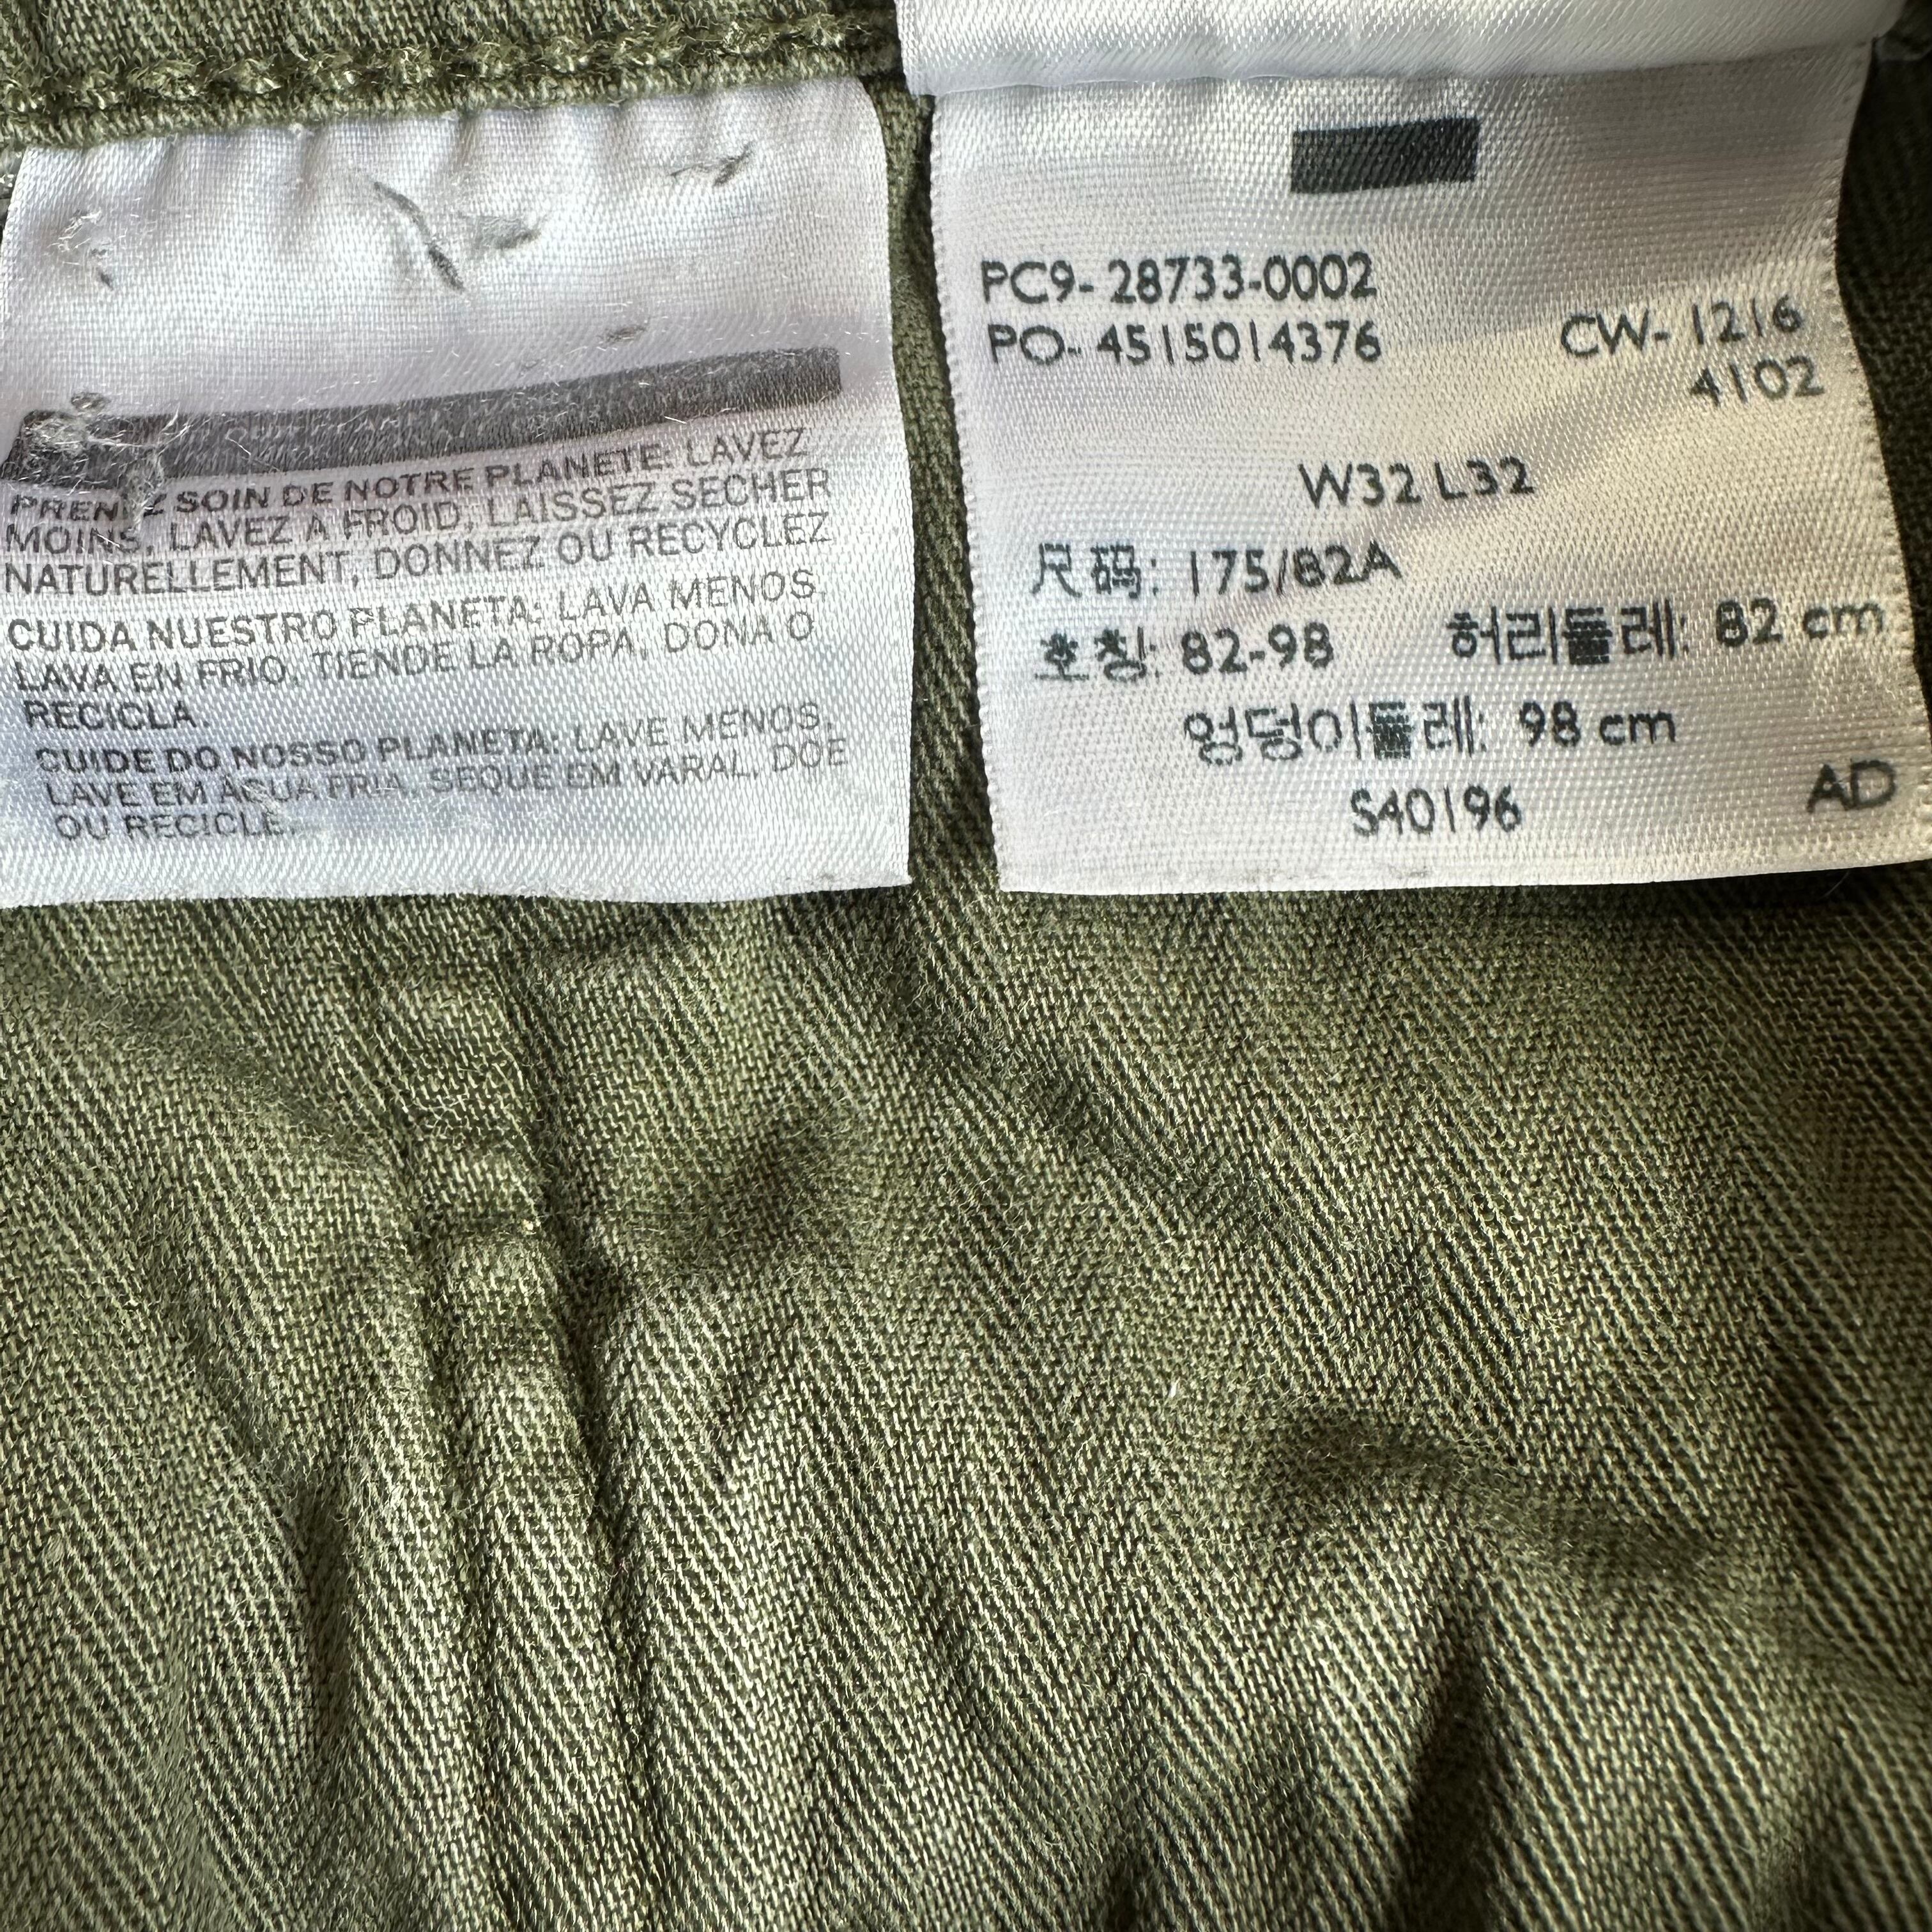 PRENEZ SOIN DE NOTRE PLANETE: LAVEZ
MOINS, LAVEZ A FROID, LAISSEZ SECHER
NATURELLEMENT, DONNEZ OU RECYCLEZ
CUIDA NUESTRO PLANETA: LAVA MENOS,
LAVA EN FRIO, TIENDE LA ROPA, DONA O
RECICLA.
CUIDE DO NOSSO PLANETA: LAVE MENOS,
LAVE EM ÁGUA FRIA, SEQUE EM VARAL, DOE
OU RECICLE.
PC9- 28733-0002
PO- 4515014376
CW- 1216
4102
W32 L32
尺码: 175/82A
호칭: 82-98 허리둘레: 82 cm
엉덩이둘레: 98 cm
S40196
AD